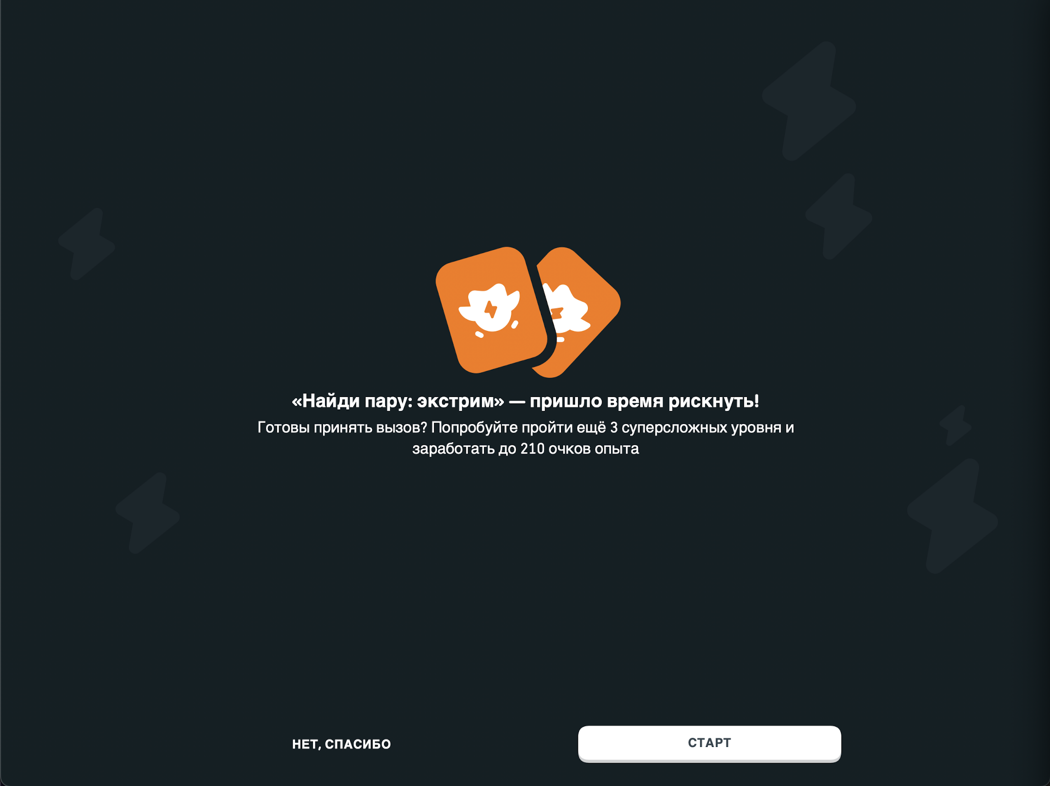 «Найди пару: экстрим» — пришло время рискнуть!
Готовы принять вызов? Попробуйте пройти ещё 3 суперсложных уровня и
заработать до 210 очков опыта
НЕТ, СПАСИБО
СТАРТ